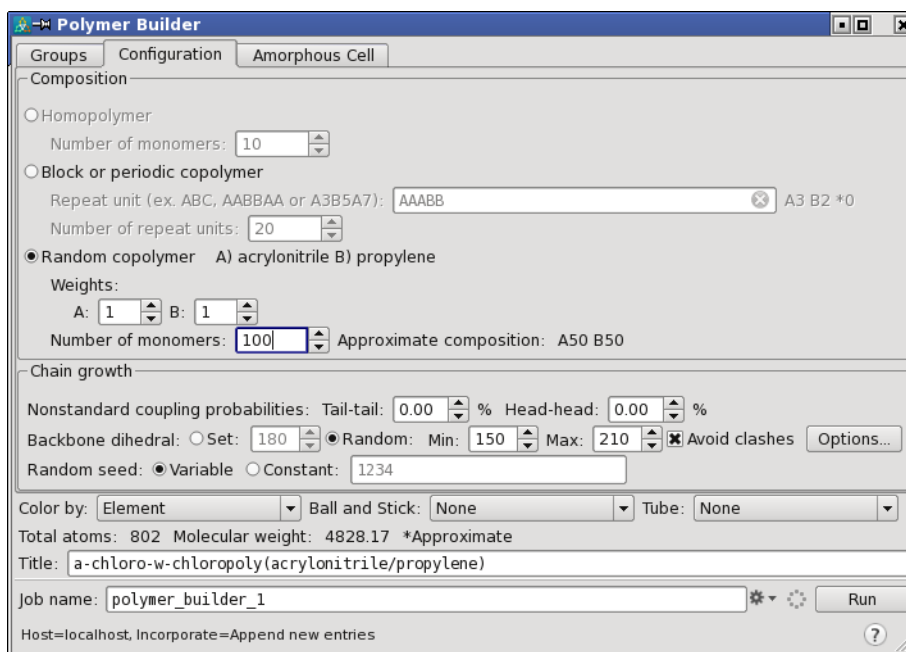 Polymer Builder
Groups Configuration Amorphous Cell
Composition
Homopolymer
Number of monomers: 10
Block or periodic copolymer
Repeat unit (ex. ABC, AABBAA or A3B5A7): AAABB A3 B2 *0
Number of repeat units: 20
Random copolymer A) acrylonitrile B) propylene
Weights:
A: 1 B: 1
Number of monomers: 100 Approximate composition: A50 B50
Chain growth
Nonstandard coupling probabilities: Tail-tail: 0.00 % Head-head: 0.00 %
Backbone dihedral: Set: 180 Random: Min: 150 Max: 210 Avoid clashes Options...
Random seed: Variable Constant: 1234
Color by: Element Ball and Stick: None Tube: None
Total atoms: 802 Molecular weight: 4828.17 *Approximate
Title: a-chloro-w-chloropoly(acrylonitrile/propylene)
Job name: polymer_builder_1 Run
Host=localhost, Incorporate=Append new entries ?